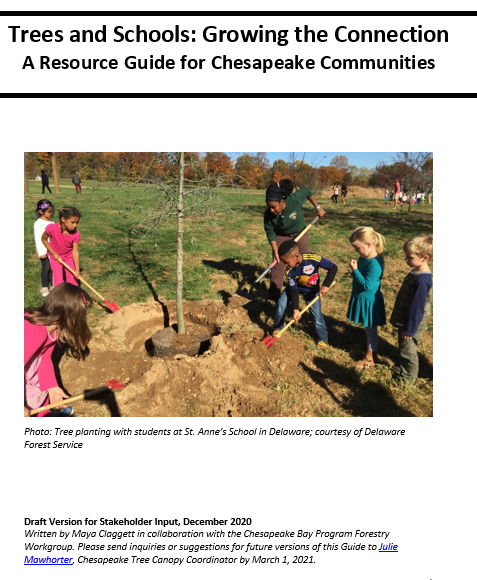 Trees and Schools: Growing the Connection
A Resource Guide for Chesapeake Communities
Photo: Tree planting with students at St. Anne's School in Delaware; courtesy of Delaware
Forest Service
Draft Version for Stakeholder Input, December 2020
Written by Maya Claggett in collaboration with the Chesapeake Bay Program Forestry
Workgroup. Please send inquiries or suggestions for future versions of this Guide to Julie
Mawhorter, Chesapeake Tree Canopy Coordinator by March 1, 2021.